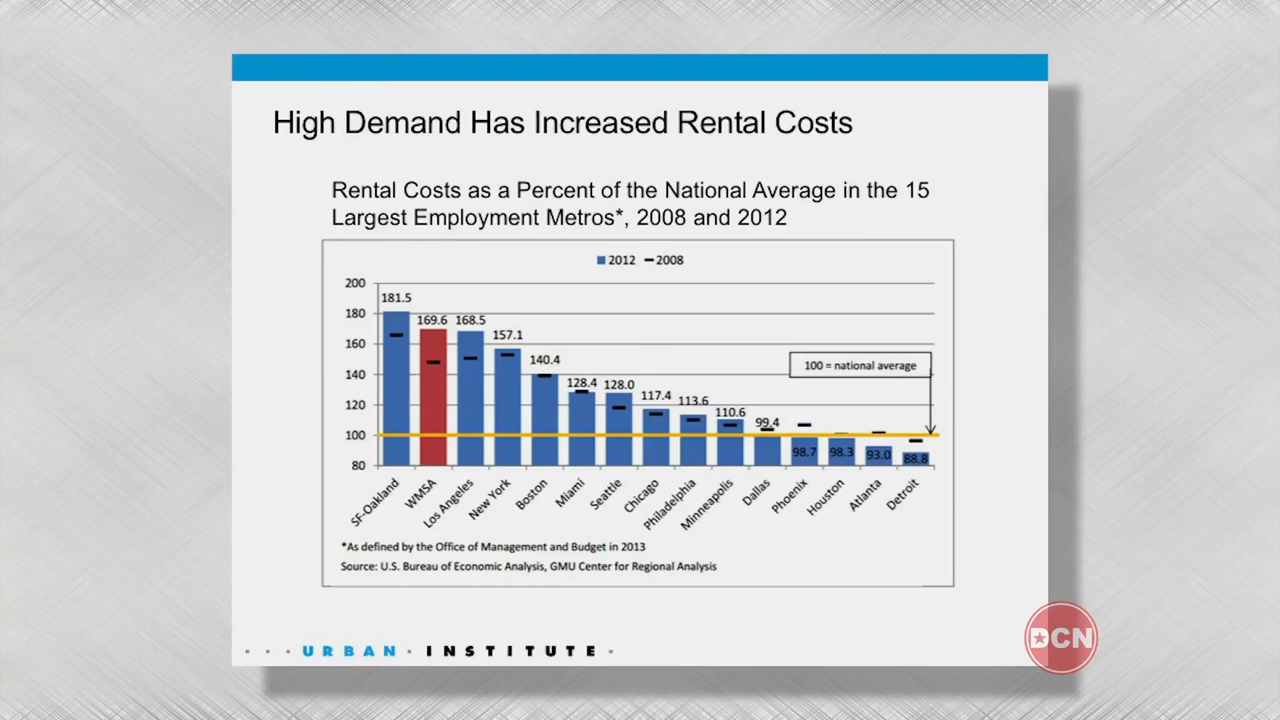 High Demand Has Increased Rental Costs
Rental Costs as a Percent of the National Average in the 15
Largest Employment Metros*, 2008 and 2012
2012 2008
200
180
160
140
120
100
80
181.5
169.6
168.5
157.1
140.4
128.4
128.0
117.4
113.6
110.6
99.4
98.7
98.3
93.0
88.8
100 = national average
SF-Oakland
WMSA
Los Angeles
New York
Boston
Miami
Seattle
Chicago
Philadelphia
Minneapolis
Dallas
Phoenix
Houston
Atlanta
Detroit
*As defined by the Office of Management and Budget in 2013
Source: U.S. Bureau of Economic Analysis, GMU Center for Regional Analysis
URBAN INSTITUTE
DCN